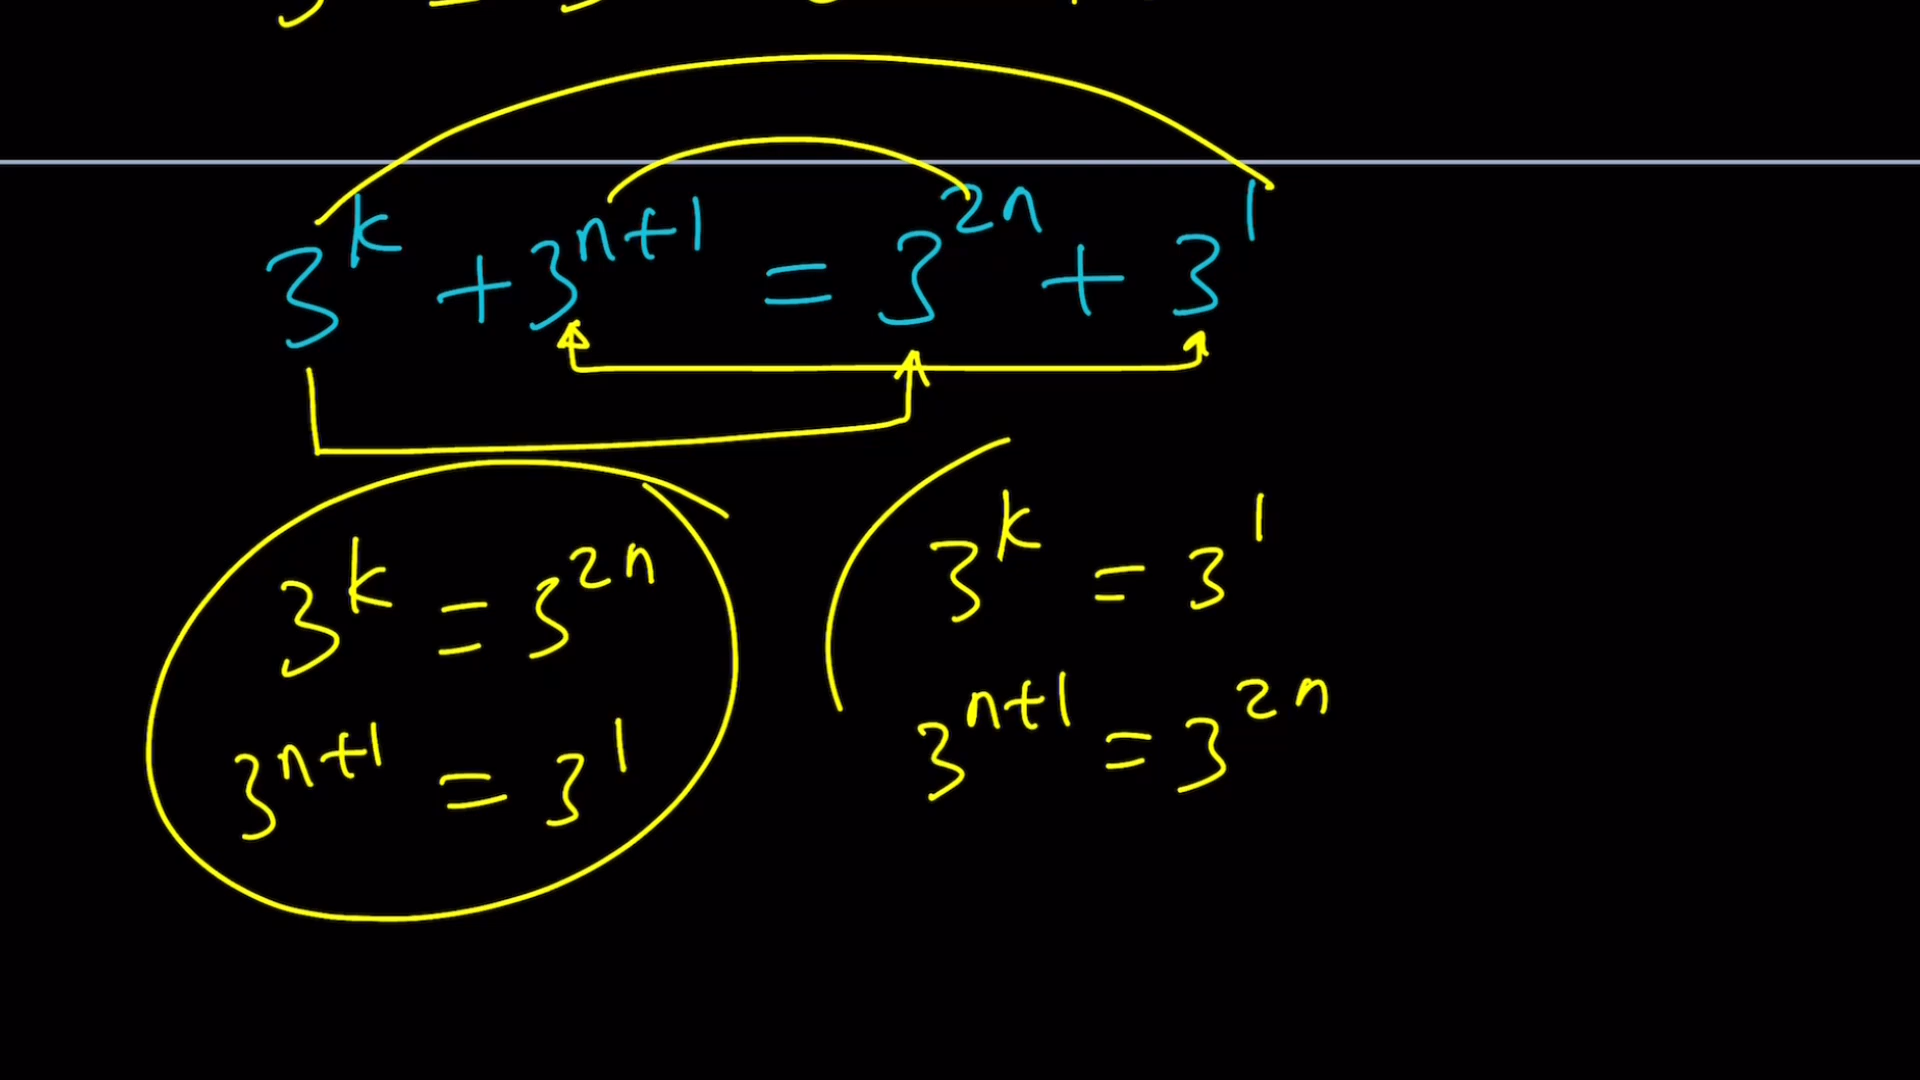 3^k + 3^{n+1} = 3^{2n} + 3^1
3^k = 3^{2n}
3^{n+1} = 3^1
3^k = 3^1
3^{n+1} = 3^{2n}